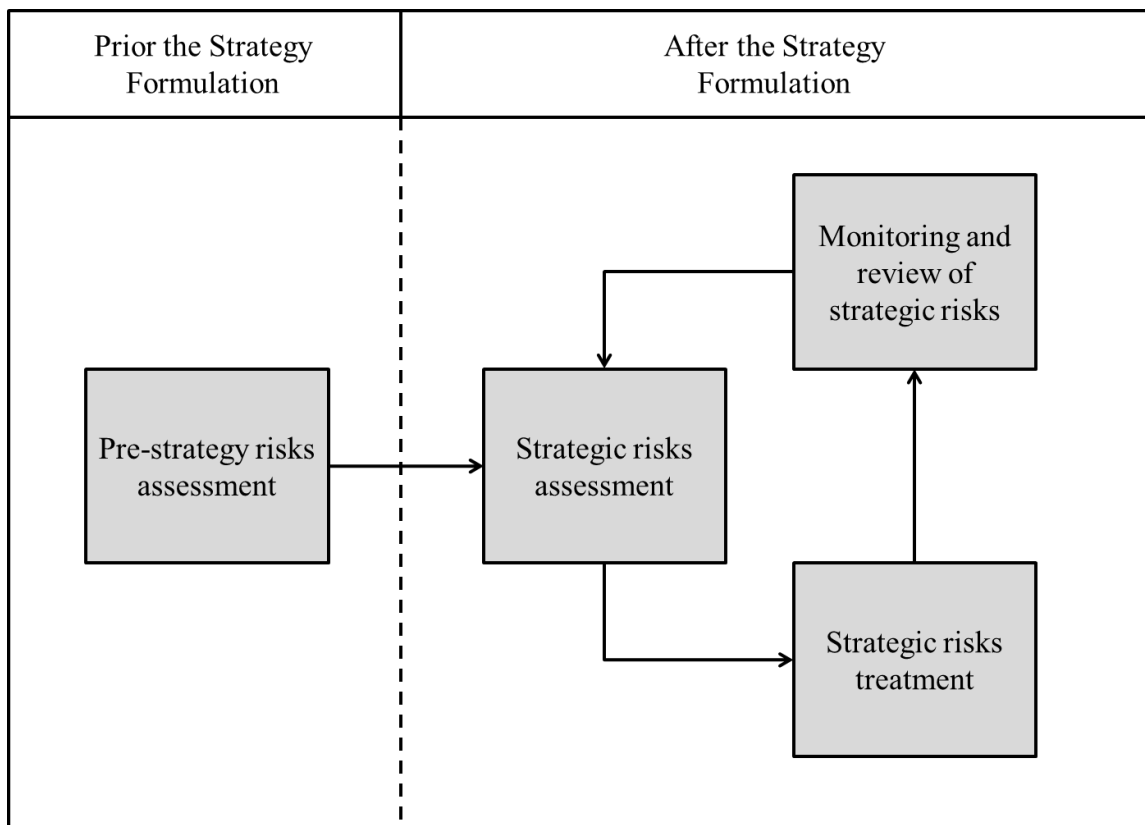 Prior the Strategy
Formulation
After the Strategy
Formulation
Monitoring and
review of
strategic risks
Pre-strategy risks
assessment
Strategic risks
assessment
Strategic risks
treatment